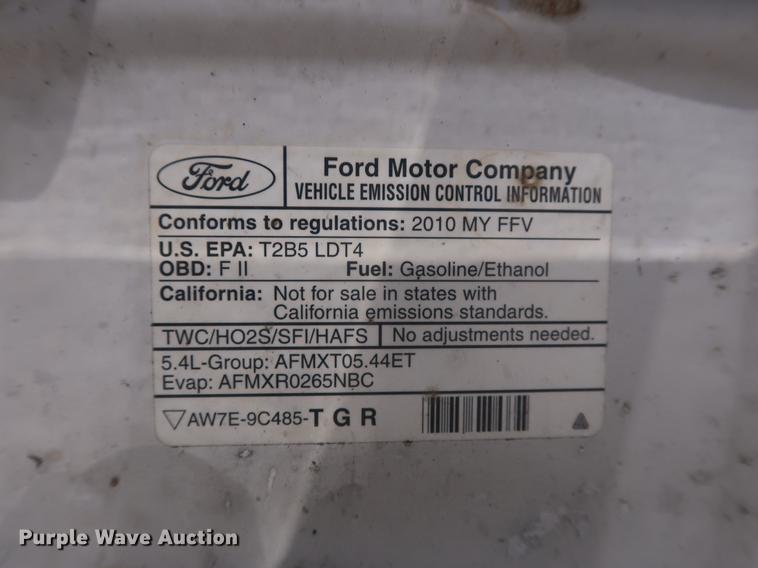 Ford
Ford Motor Company
VEHICLE EMISSION CONTROL INFORMATION
Conforms to regulations: 2010 MY FFV
U.S. EPA: T2B5 LDT4
OBD: F II Fuel: Gasoline/Ethanol
California: Not for sale in states with
California emissions standards.
TWC/HO2S/SFI/HAFS No adjustments needed.
5.4L-Group: AFMXT05.44ET
Evap: AFMXR0265NBC
AW7E-9C485-T G R
Purple Wave Auction